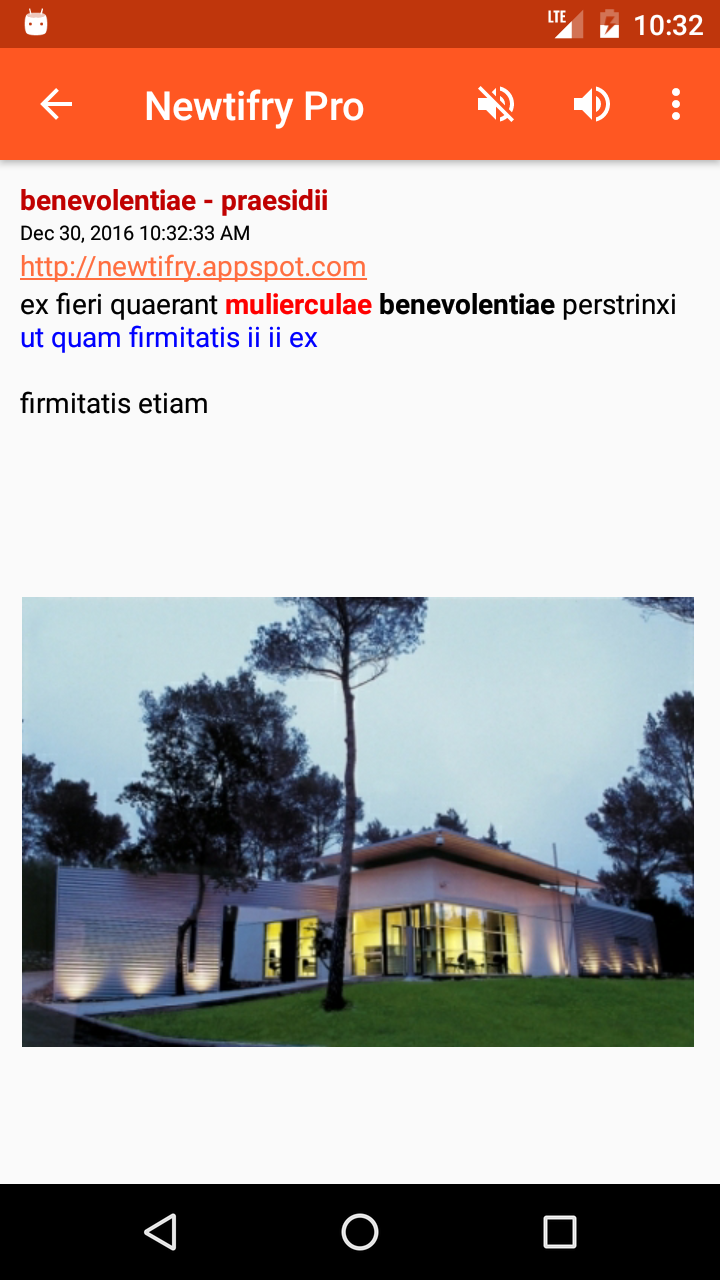 LTE 10:32
Newtifry Pro
benevolentiae - praesidii
Dec 30, 2016 10:32:33 AM
http://newtifry.appspot.com
ex fieri quaerant mulierculae benevolentiae perstrinxi
ut quam firmitatis ii ii ex
firmitatis etiam